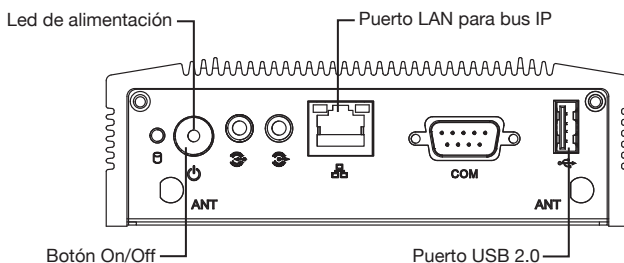 Led de alimentación
Puerto LAN para bus IP
COM
ANT
ANT
Botón On/Off
Puerto USB 2.0